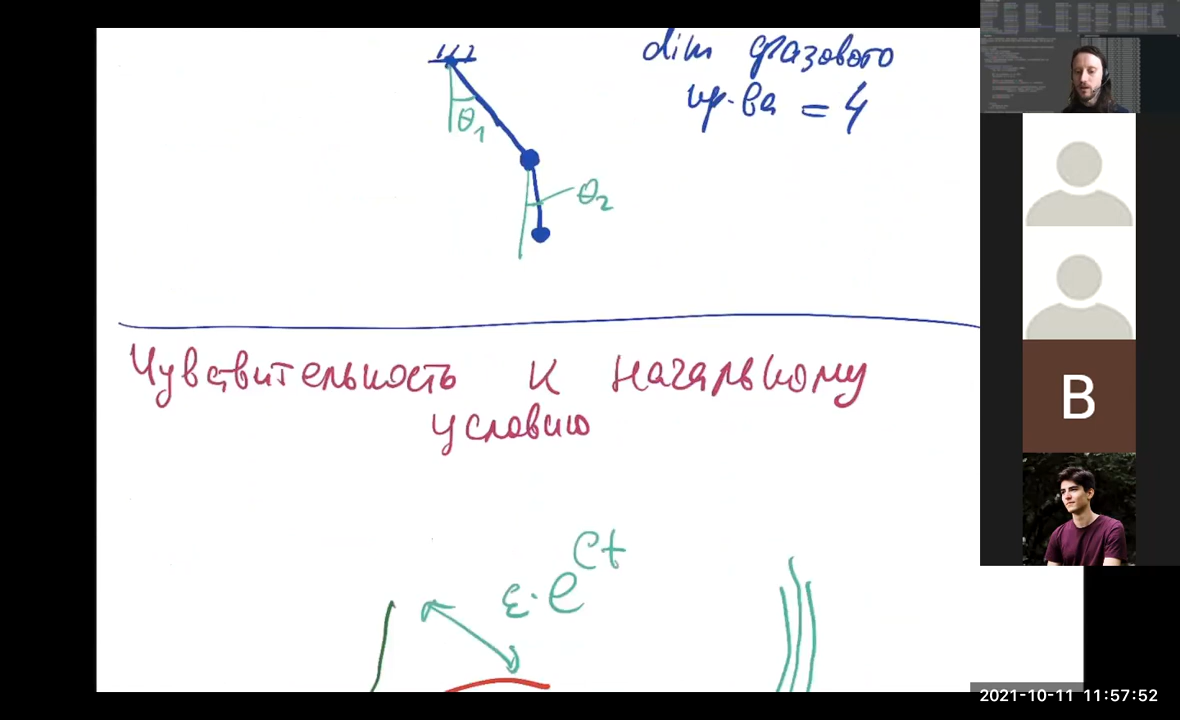 dim фазового
пр-ва = 4
θ1
θ2
Чувствительность к начальному
условию
ε·e^Ct
B
2021-10-11 11:57:52